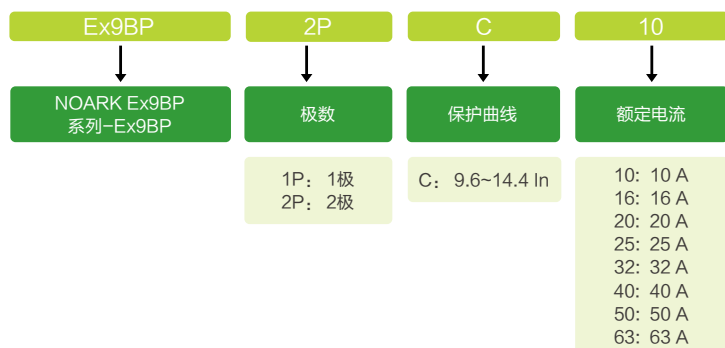 Ex9BP
2P
C
10
NOARK Ex9BP
系列-Ex9BP
极数
保护曲线
额定电流
1P： 1极
2P： 2极
C： 9.6~14.4 In
10: 10 A
16: 16 A
20: 20 A
25: 25 A
32: 32 A
40: 40 A
50: 50 A
63: 63 A